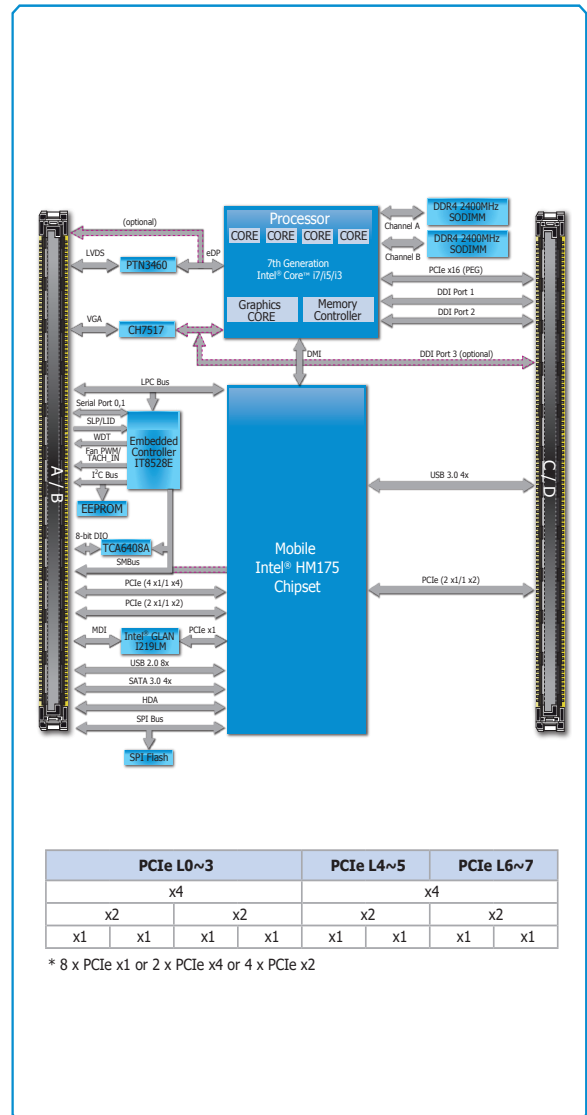 (optional)
LVDS
PTN3460
eDP
VGA
CH7517
Processor
CORE CORE CORE CORE
7th Generation
Intel® Core™ i7/i5/i3
Graphics
CORE
Memory
Controller
DDR4 2400MHz
SODIMM
Channel A
DDR4 2400MHz
SODIMM
Channel B
PCIe x16 (PEG)
DDI Port 1
DDI Port 2
DMI
DDI Port 3 (optional)
LPC Bus
Serial Port 0,1
SLP/LID
WDT
Fan PWM/
TACH_IN
I²C Bus
Embedded
Controller
IT8528E
EEPROM
8-bit DIO
TCA6408A
SMBus
PCIe (4 x1/1 x4)
PCIe (2 x1/1 x2)
MDI
Intel® GLAN
I219LM
PCIe x1
USB 2.0 8x
SATA 3.0 4x
HDA
SPI Bus
SPI Flash
A / B
Mobile
Intel® HM175
Chipset
USB 3.0 4x
PCIe (2 x1/1 x2)
C / D
PCIe L0~3 PCIe L4~5 PCIe L6~7
x4 x4
x2 x2 x2 x2
x1 x1 x1 x1 x1 x1 x1 x1
* 8 x PCIe x1 or 2 x PCIe x4 or 4 x PCIe x2